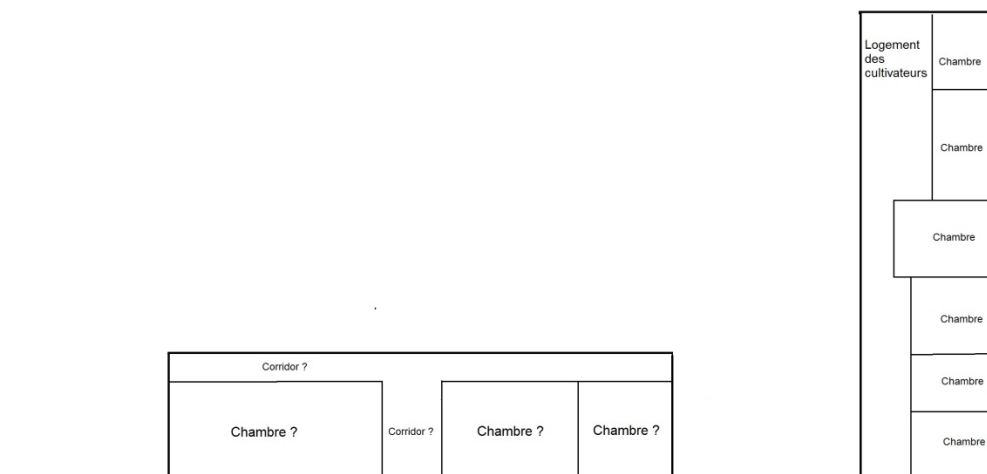 Logement
des
cultivateurs
Chambre
Chambre
Chambre
Chambre
Chambre
Chambre
Corridor ?
Chambre ?
Corridor ?
Chambre ?
Chambre ?